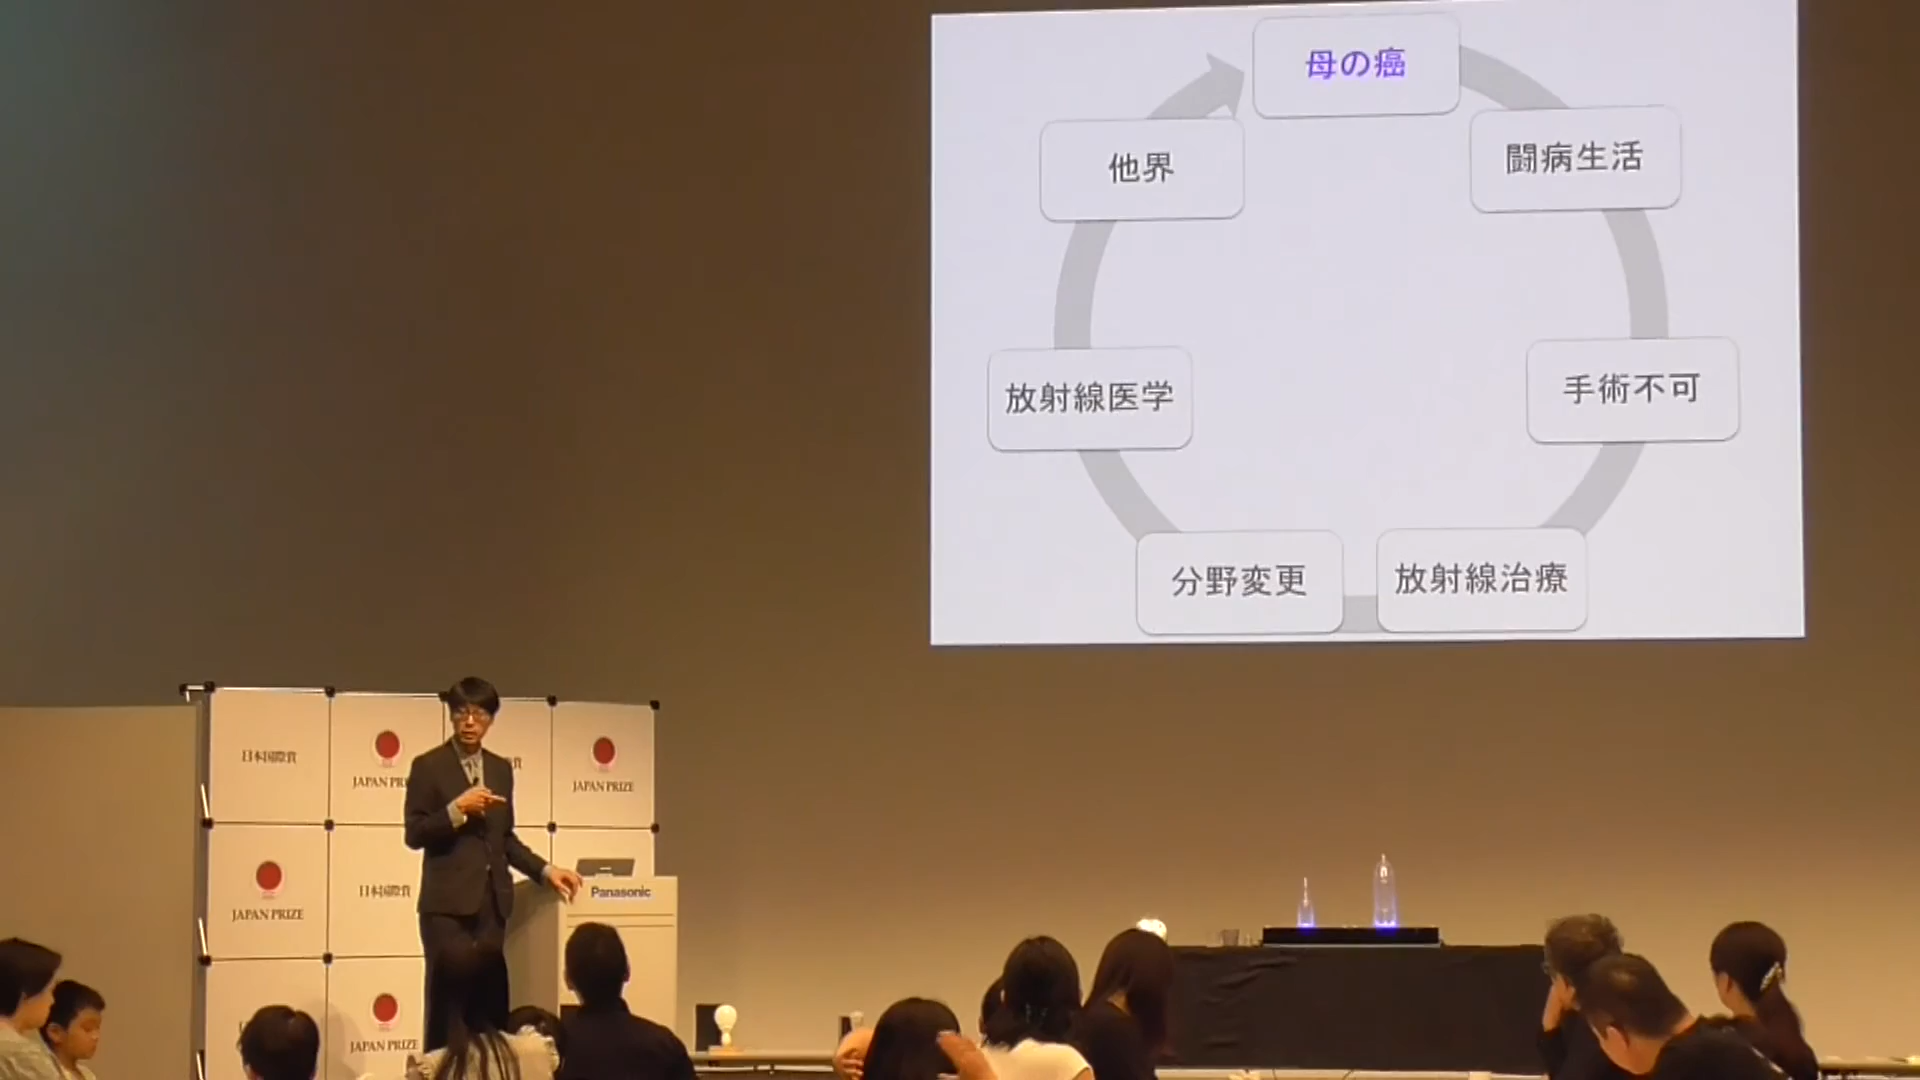 母の癌
闘病生活
手術不可
放射線治療
分野変更
放射線医学
他界
日本国際賞
JAPAN PRI
賞
JAPAN PRIZE
JAPAN PRIZE
日本国際賞
JAPAN PRIZE
Panasonic